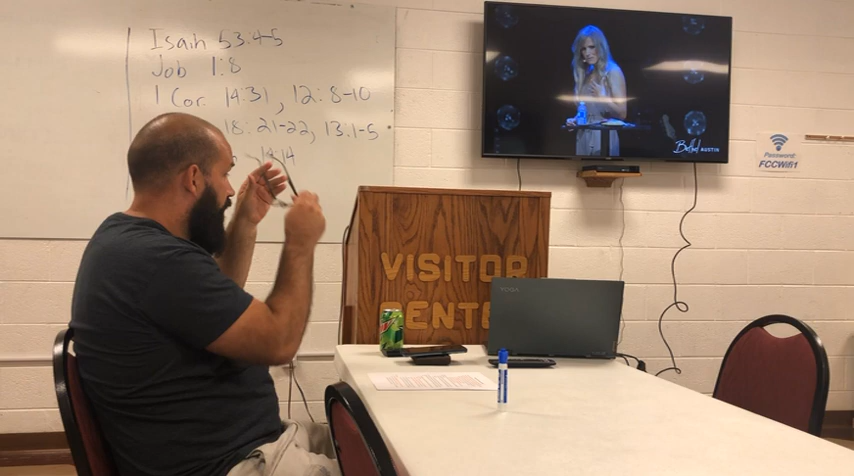 Isaih 53:4-5
Job 1:8
1 Cor. 14:31, 12:8-10
18:21-22, 13:1-5
14:14
Bethel AUSTIN
Password:
FCCWifi1
VISITOR
CENTE
YOGA